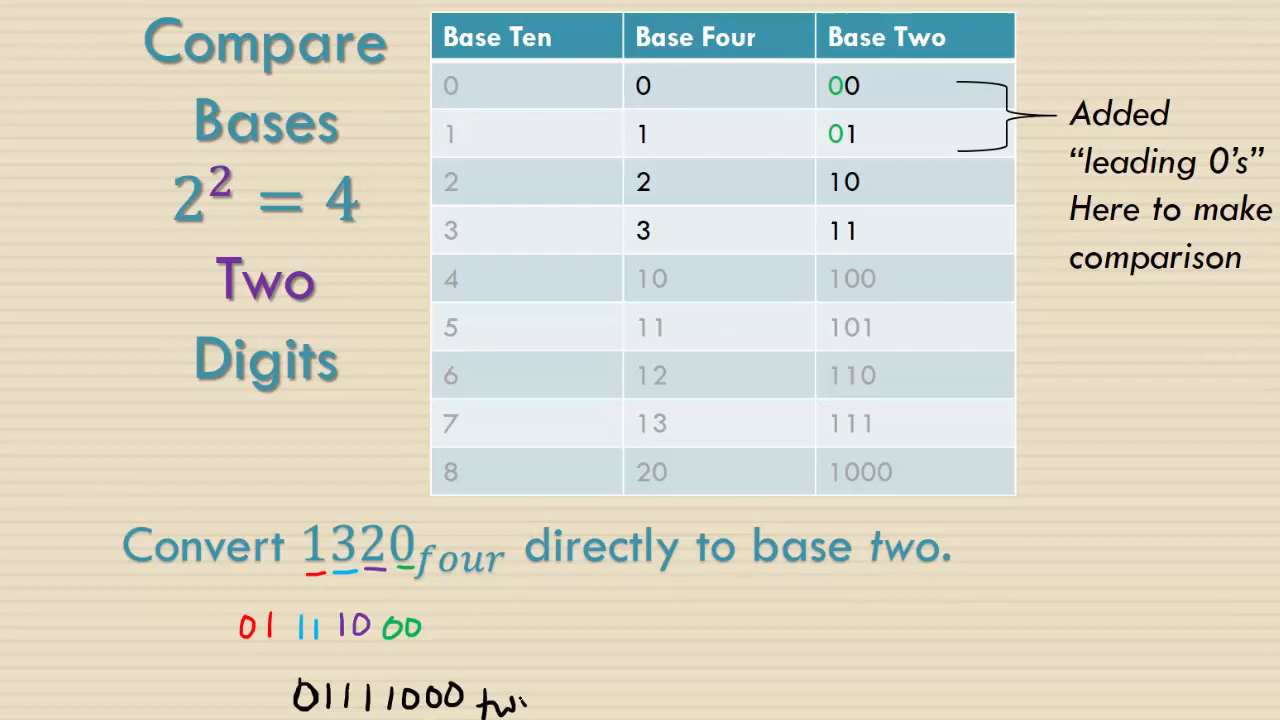 Compare
Bases
2² = 4
Two
Digits
Base Ten Base Four Base Two
0 0 00
1 1 01
2 2 10
3 3 11
4 10 100
5 11 101
6 12 110
7 13 111
8 20 1000
Added
“leading 0’s”
Here to make
comparison
Convert 1320four directly to base two.
01 11 10 00
01111000